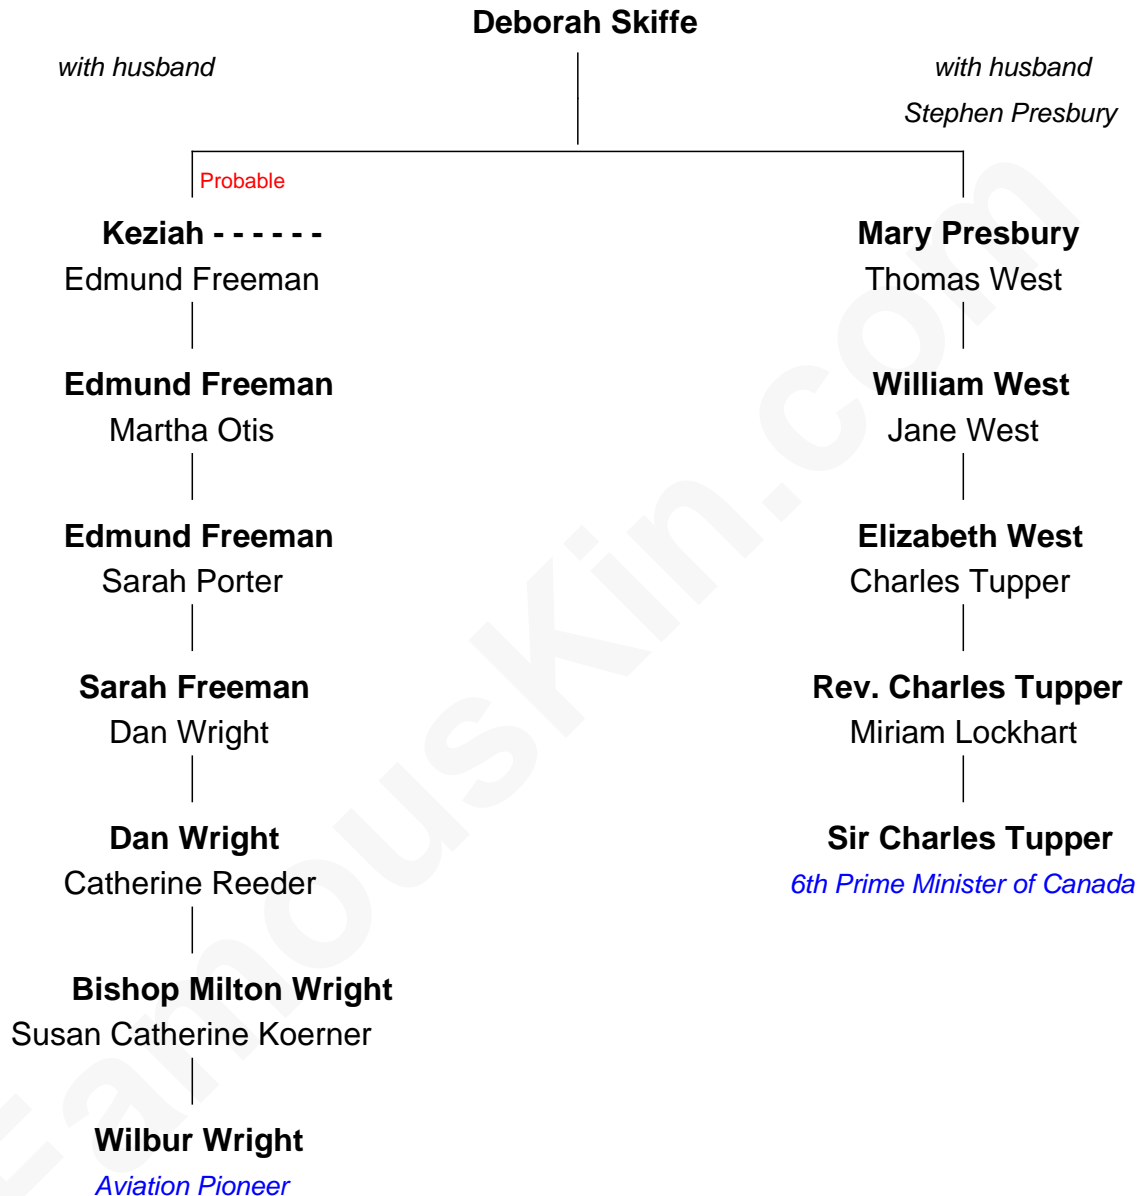 Deborah Skiffe
with husband
with husband
Stephen Presbury
Probable
Keziah - - - - - -
Mary Presbury
Edmund Freeman
Thomas West
Edmund Freeman
William West
Martha Otis
Jane West
Edmund Freeman
Elizabeth West
Sarah Porter
Charles Tupper
Sarah Freeman
Rev. Charles Tupper
Dan Wright
Miriam Lockhart
Dan Wright
Sir Charles Tupper
Catherine Reeder
6th Prime Minister of Canada
Bishop Milton Wright
Susan Catherine Koerner
Wilbur Wright
Aviation Pioneer
FamousKin.com